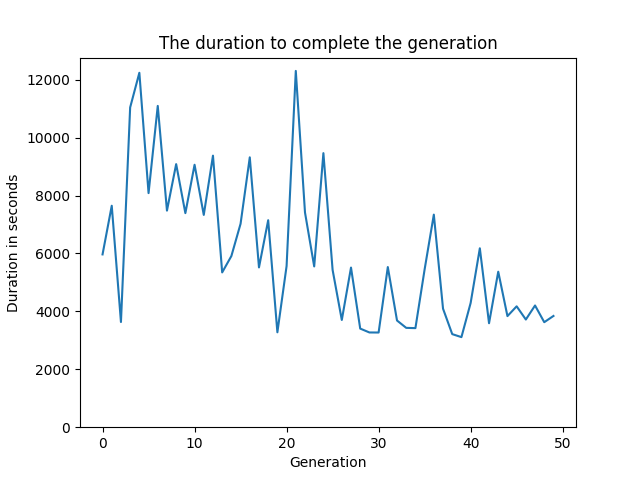 The duration to complete the generation
12000
10000
8000
6000
4000
2000
0
Duration in seconds
0 10 20 30 40 50
Generation